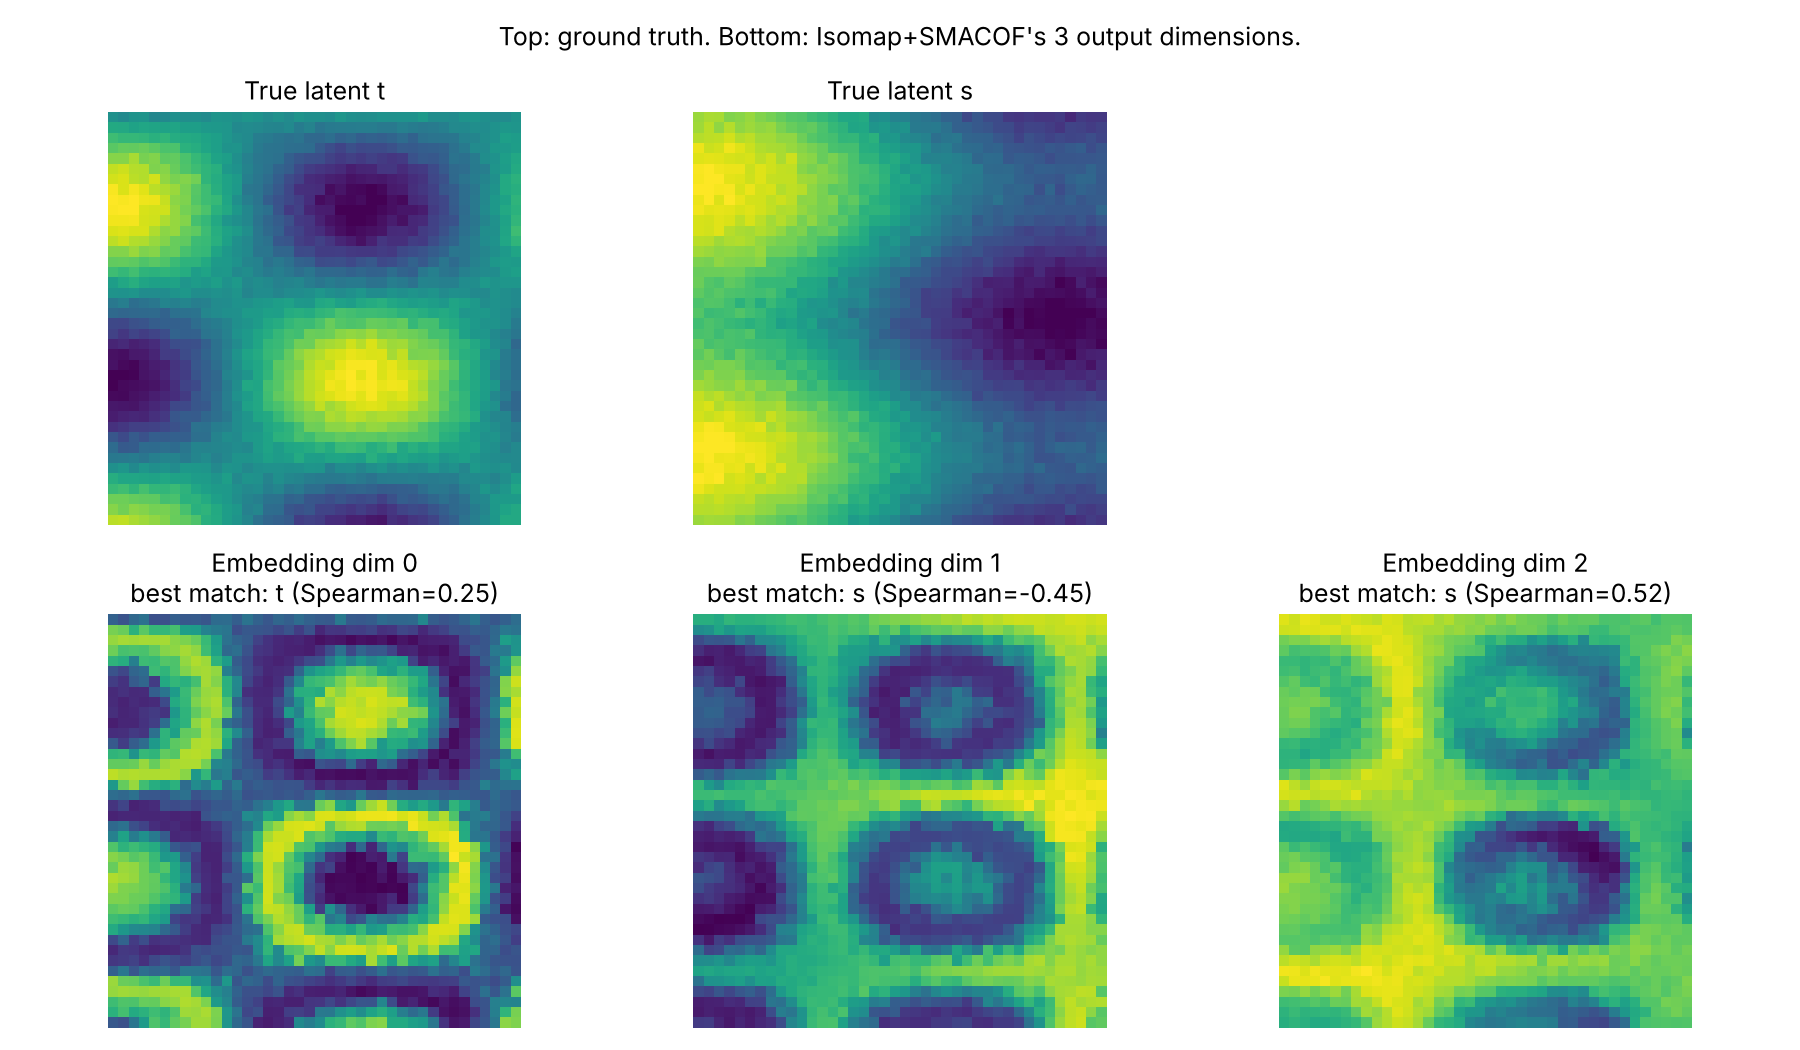 Top: ground truth. Bottom: Isomap+SMACOF's 3 output dimensions.
True latent t
True latent s
Embedding dim 0
best match: t (Spearman=0.25)
Embedding dim 1
best match: s (Spearman=-0.45)
Embedding dim 2
best match: s (Spearman=0.52)